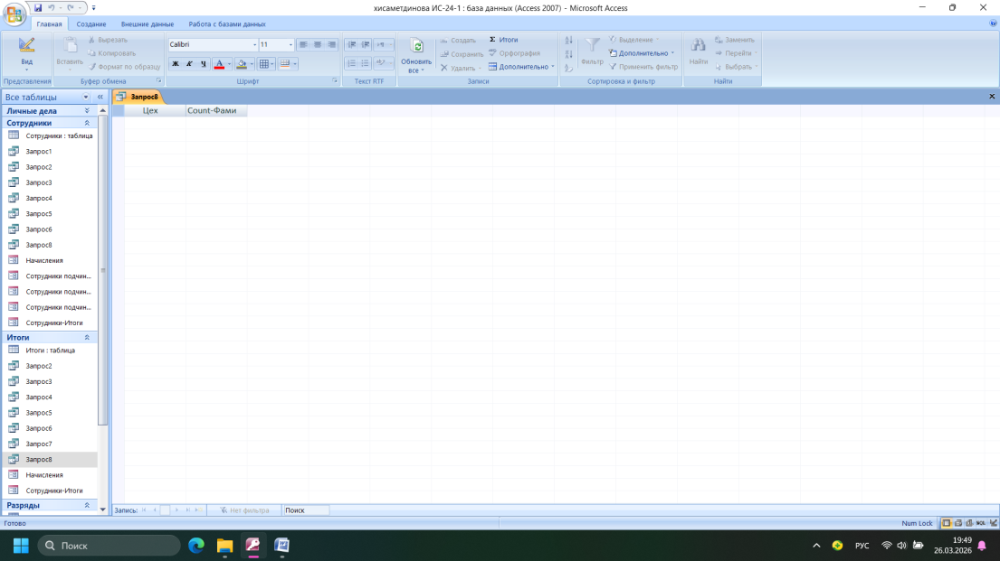 хисаметдинова ИС-24-1 : база данных (Access 2007) - Microsoft Access
Главная Создание Внешние данные Работа с базами данных
Вид
Представления
Вставить
Вырезать
Копировать
Формат по образцу
Буфер обмена
Calibri 11
Ж К Ч А
Шрифт
Текст RTF
Обновить все
Создать
Сохранить
Удалить
Итоги
Орфография
Дополнительно
Записи
Фильтр
Выделение
Дополнительно
Применить фильтр
Сортировка и фильтр
Найти
Заменить
Перейти
Выбрать
Найти
Все таблицы
Личные дела
Сотрудники
Сотрудники : таблица
Запрос1
Запрос2
Запрос3
Запрос4
Запрос5
Запрос6
Запрос8
Начисления
Сотрудники подчин...
Сотрудники подчин...
Сотрудники подчин...
Сотрудники-Итоги
Итоги
Итоги : таблица
Запрос2
Запрос3
Запрос4
Запрос5
Запрос6
Запрос7
Запрос8
Начисления
Сотрудники-Итоги
Разряды
Запрос8
Цех Count-Фами
Запись: Нет фильтра Поиск
Готово
Num Lock
SQL
Поиск
РУС
19:49
26.03.2026